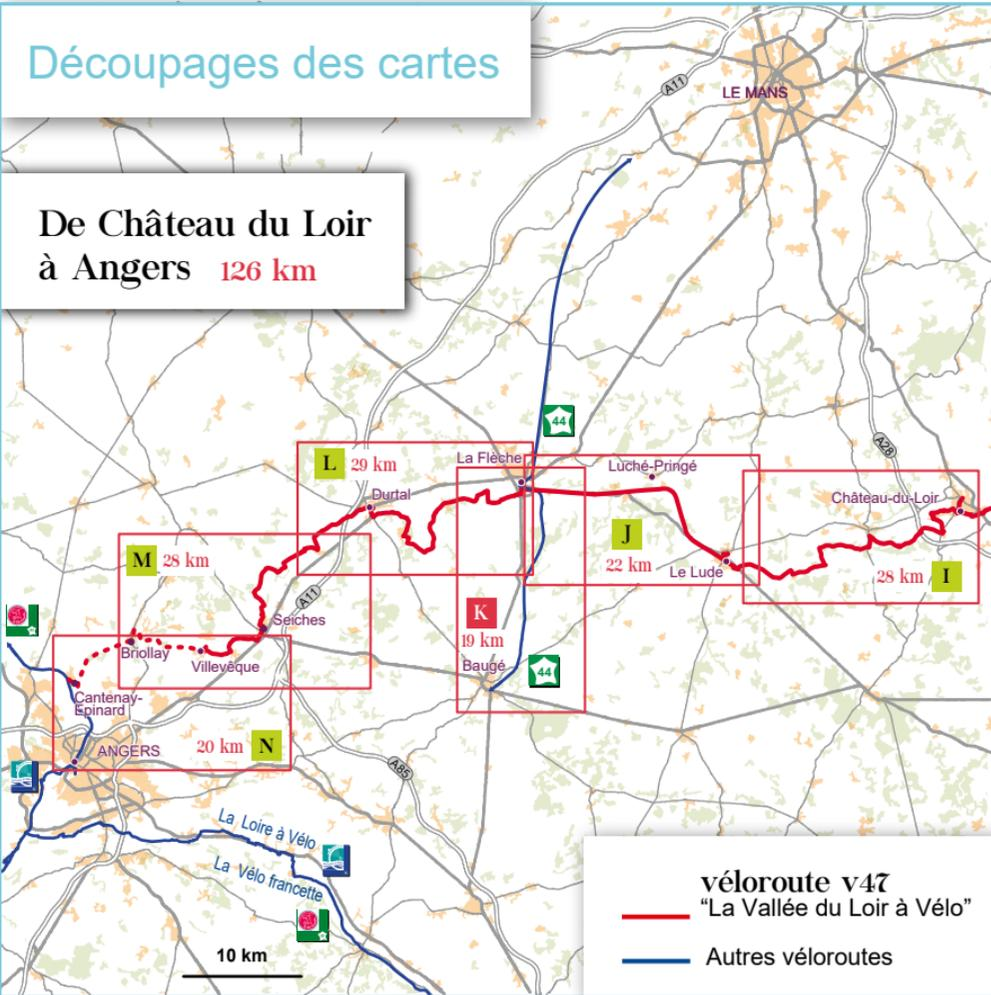 Découpages des cartes
De Château du Loir
à Angers 126 km
LE MANS
A11
44
La Flèche
L 29 km
Luché-Pringé
A28
Durtal
Château-du-Loir
J
22 km
M 28 km
Le Lude
28 km I
A11
K
19 km
Seiches
Briollay
Villevêque
Baugé
44
Cantenay-
Epinard
ANGERS
20 km N
A85
La Loire à Vélo
La Vélo francette
10 km
véloroute v47
“La Vallée du Loir à Vélo”
Autres véloroutes